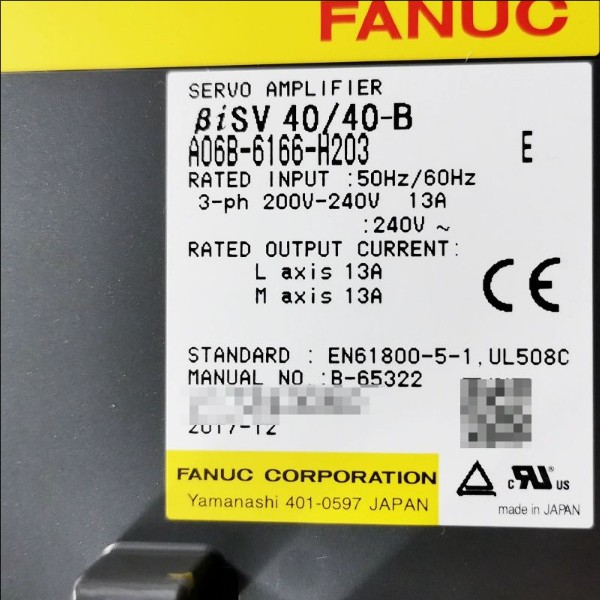 FANUC
SERVO AMPLIFIER
βiSV 40/40-B
A06B-6166-H203 E
RATED INPUT :50Hz/60Hz
3-ph 200V-240V 13A
:240V ~
RATED OUTPUT CURRENT:
L axis 13A
M axis 13A
CE
STANDARD : EN61800-5-1,UL508C
MANUAL NO.:B-65322
2017-12
FANUC CORPORATION
Yamanashi 401-0597 JAPAN
c RU US
made in JAPAN